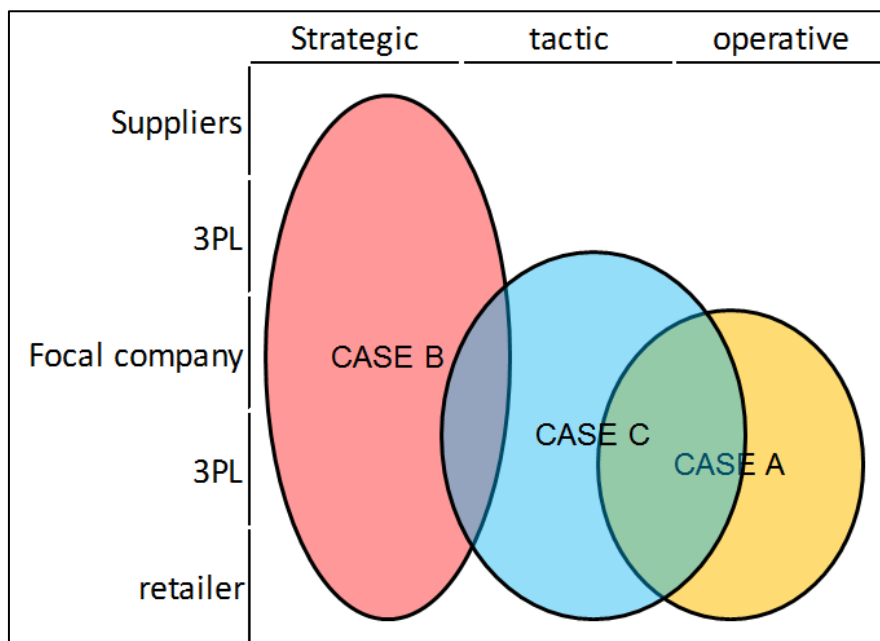 Strategic tactic operative
Suppliers
3PL
Focal company
CASE B
CASE C
3PL
CASE A
retailer